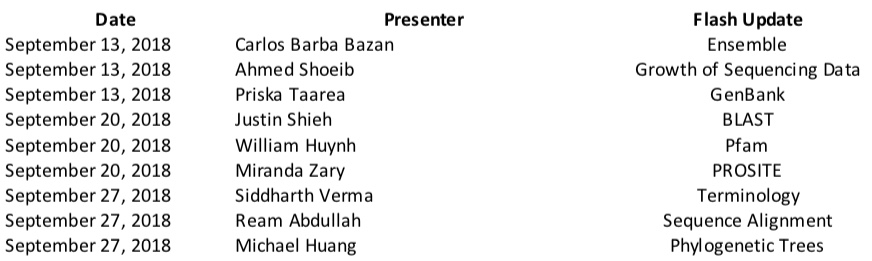 Date Presenter Flash Update
September 13, 2018 Carlos Barba Bazan Ensemble
September 13, 2018 Ahmed Shoeib Growth of Sequencing Data
September 13, 2018 Priska Taarea GenBank
September 20, 2018 Justin Shieh BLAST
September 20, 2018 William Huynh Pfam
September 20, 2018 Miranda Zary PROSITE
September 27, 2018 Siddharth Verma Terminology
September 27, 2018 Ream Abdullah Sequence Alignment
September 27, 2018 Michael Huang Phylogenetic Trees